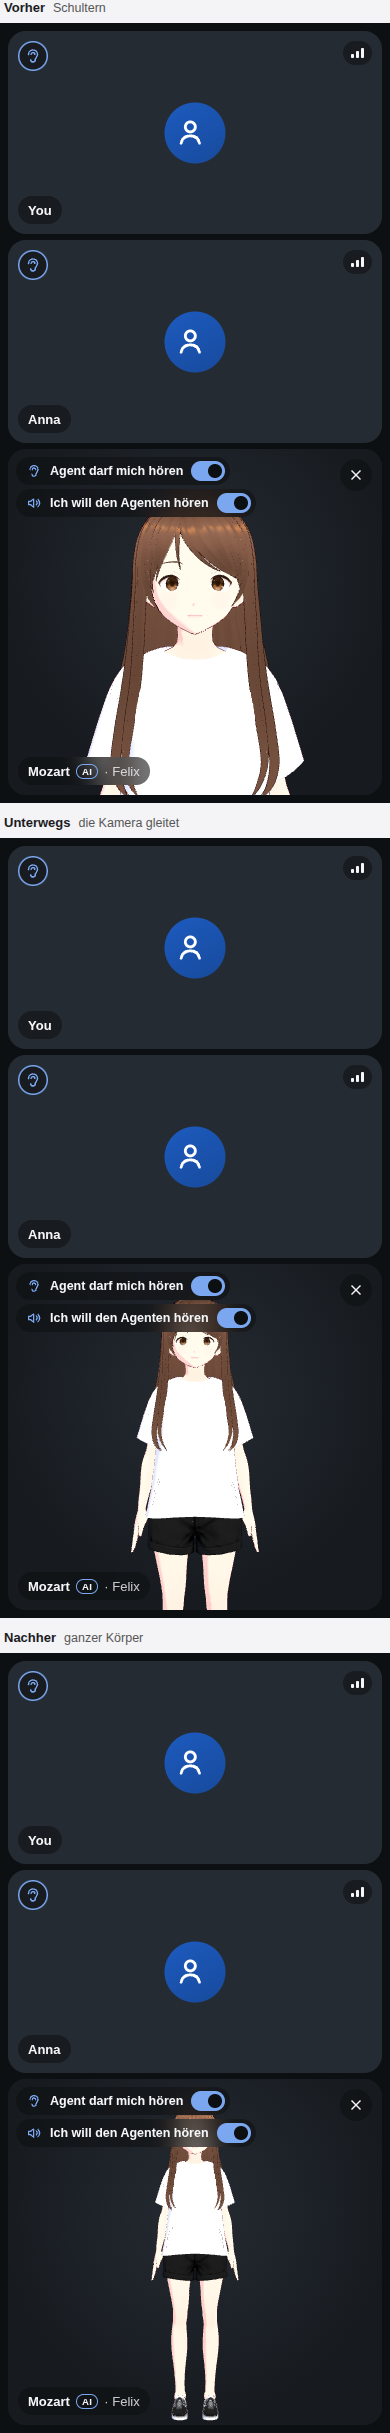 Vorher Schultern
You
Anna
Agent darf mich hören
Ich will den Agenten hören
Mozart AI · Felix
Unterwegs die Kamera gleitet
You
Anna
Agent darf mich hören
Ich will den Agenten hören
Mozart AI · Felix
Nachher ganzer Körper
You
Anna
Agent darf mich hören
Ich will den Agenten hören
Mozart AI · Felix